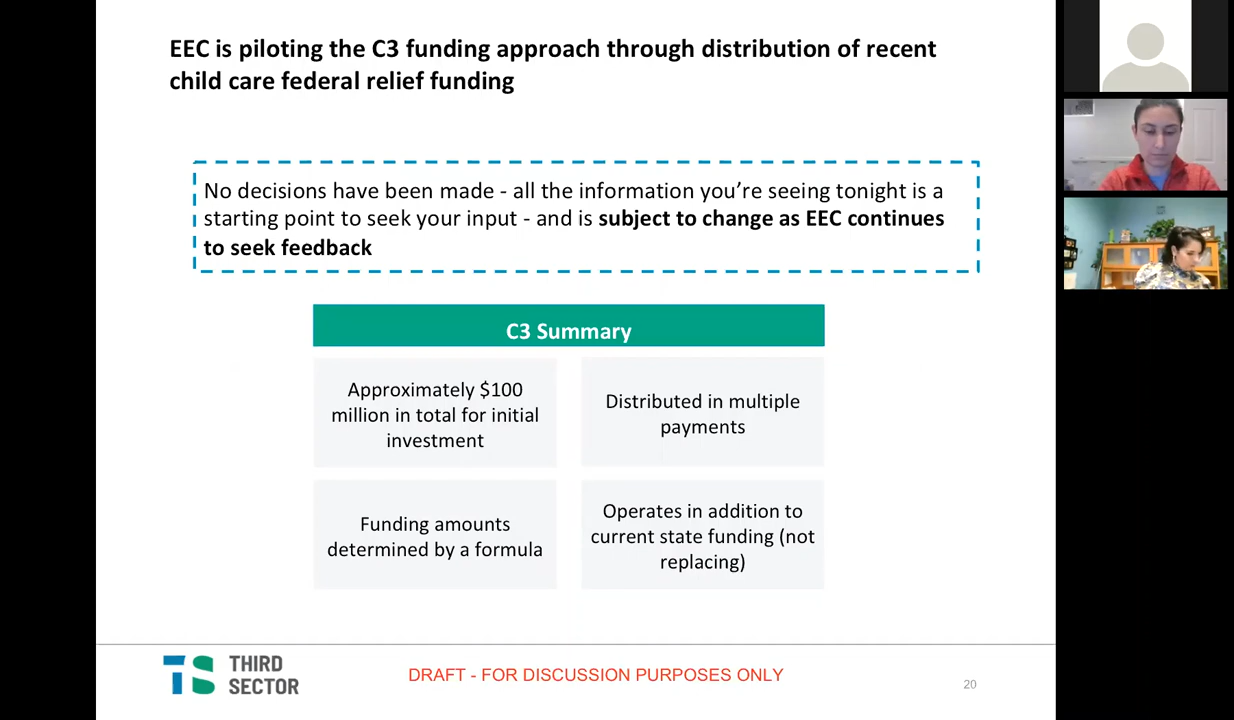 EEC is piloting the C3 funding approach through distribution of recent
child care federal relief funding
No decisions have been made - all the information you're seeing tonight is a
starting point to seek your input - and is subject to change as EEC continues
to seek feedback
C3 Summary
Approximately $100
million in total for initial
investment
Distributed in multiple
payments
Funding amounts
determined by a formula
Operates in addition to
current state funding (not
replacing)
TS THIRD
SECTOR
DRAFT - FOR DISCUSSION PURPOSES ONLY
20